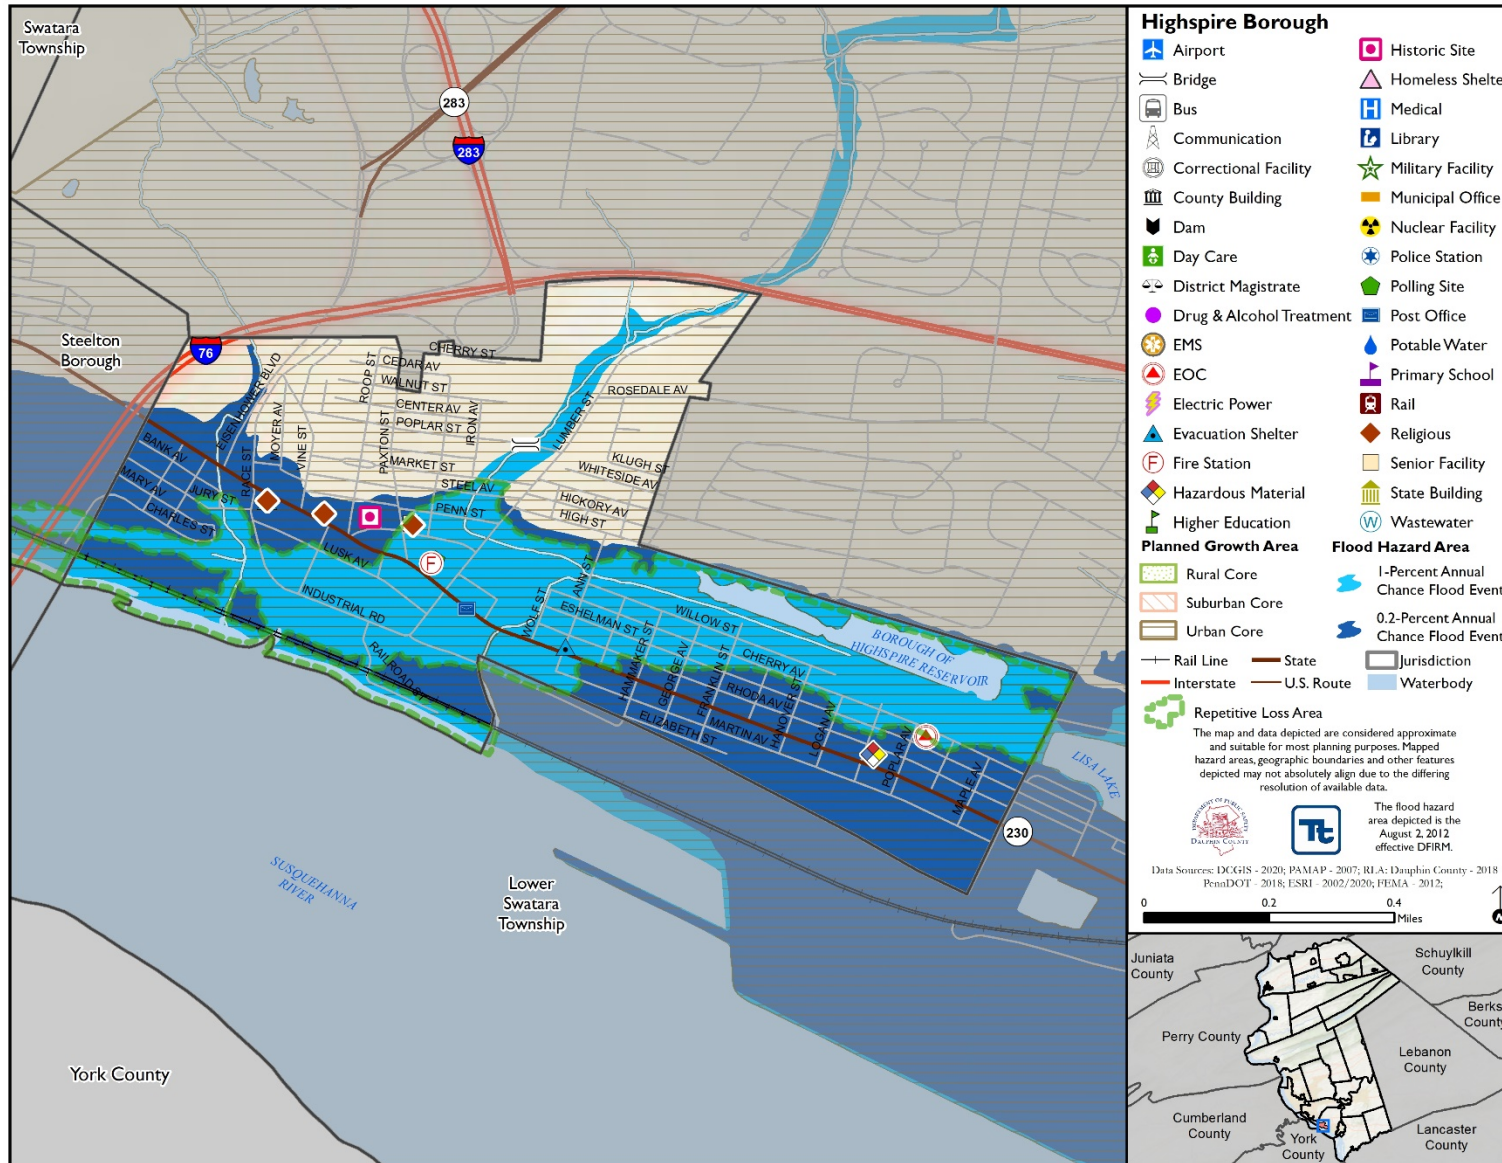 Swatara
Township
283
283
Steelton
Borough
76
CHERRY ST
CEDAR AV
WALNUT ST
ROOP ST
CENTER AV
POPLAR ST
IRON AV
EISENHOWER BLVD
MOYER AV
VINE ST
PAXTON ST
MARKET ST
LUMBER ST
ROSEDALE AV
KLUGH ST
WHITESIDE AV
STEEL AV
HICKORY AV
HIGH ST
PENN ST
BANK AV
RACE ST
MARY AV
JURY ST
CHARLES ST
LUSK AV
F
INDUSTRIAL RD
RAILROAD ST
WOLF ST
ANN ST
ESHELMAN ST
WILLOW ST
HAMMAKER ST
GEORGE AV
FRANKLIN ST
CHERRY AV
RHODA AV
HANOVER ST
MARTIN AV
ELIZABETH ST
LOGAN AV
POPLAR AV
MAPLE AV
BOROUGH OF
HIGHSPIRE RESERVOIR
LISA LAKE
230
SUSQUEHANNA
RIVER
Lower
Swatara
Township
York County
Highspire Borough
Airport
Bridge
Bus
Communication
Correctional Facility
County Building
Dam
Day Care
District Magistrate
Drug & Alcohol Treatment
EMS
EOC
Electric Power
Evacuation Shelter
F Fire Station
Hazardous Material
Higher Education
Historic Site
Homeless Shelte
H Medical
Library
Military Facility
Municipal Office
Nuclear Facility
Police Station
Polling Site
Post Office
Potable Water
Primary School
Rail
Religious
Senior Facility
State Building
W Wastewater
Planned Growth Area
Rural Core
Suburban Core
Urban Core
Flood Hazard Area
1-Percent Annual
Chance Flood Event
0.2-Percent Annual
Chance Flood Event
Rail Line
State
Jurisdiction
Interstate
U.S. Route
Waterbody
Repetitive Loss Area
The map and data depicted are considered approximate
and suitable for most planning purposes. Mapped
hazard areas, geographic boundaries and other features
depicted may not absolutely align due to the differing
resolution of available data.
DEPARTMENT OF PUBLIC SAFETY
DAUPHIN COUNTY
Tt
The flood hazard
area depicted is the
August 2, 2012
effective DFIRM.
Data Sources: DCGIS - 2020; PAMAP - 2007; RLA: Dauphin County - 2018
PennDOT - 2018; ESRI - 2002/2020; FEMA - 2012;
0 0.2 0.4
Miles
N
Juniata
County
Schuylkill
County
Berks
County
Perry County
Lebanon
County
Cumberland
County
York
County
Lancaster
County